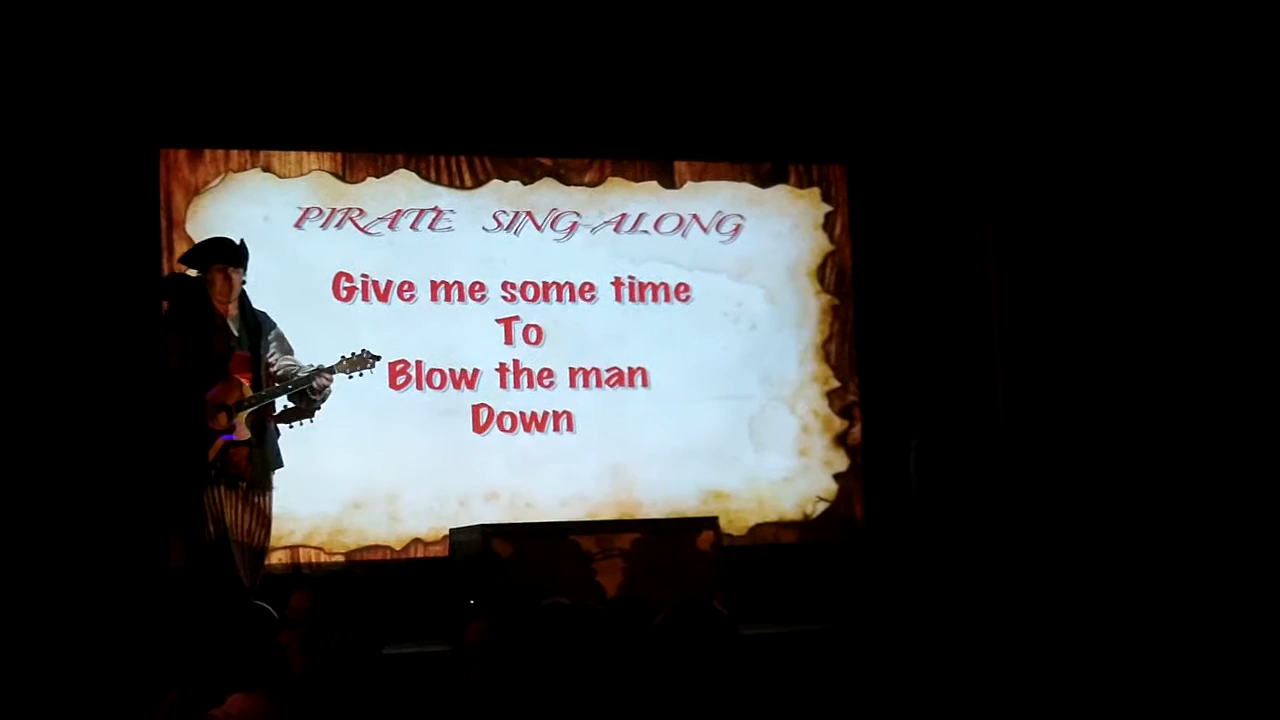 PIRATE SING-ALONG
Give me some time
To
Blow the man
Down